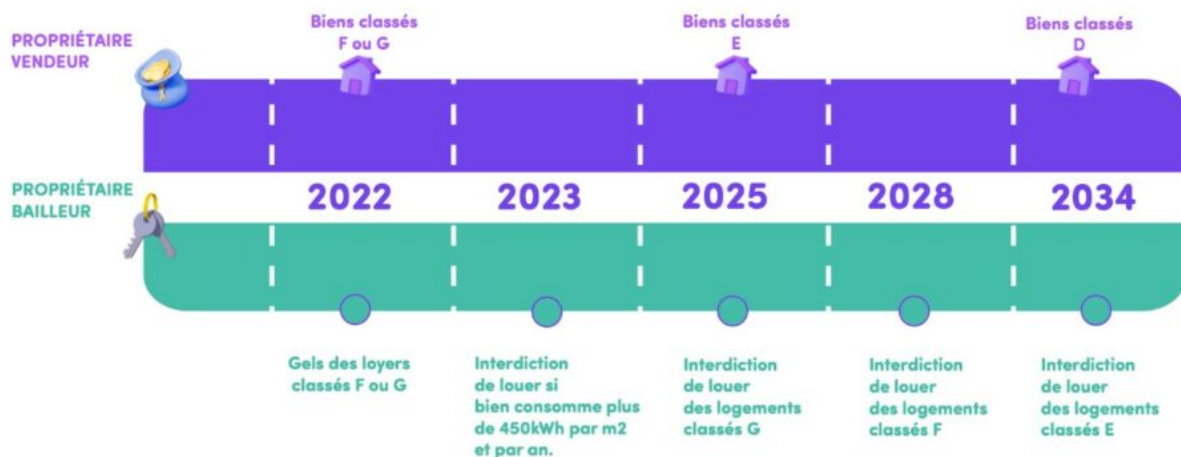 PROPRIÉTAIRE
VENDEUR
Biens classés
F ou G
Biens classés
E
Biens classés
D
PROPRIÉTAIRE
BAILLEUR
2022
2023
2025
2028
2034
Gels des loyers
classés F ou G
Interdiction
de louer si
bien consomme plus
de 450kWh par m2
et par an.
Interdiction
de louer
des logements
classés G
Interdiction
de louer
des logements
classés F
Interdiction
de louer
des logements
classés E